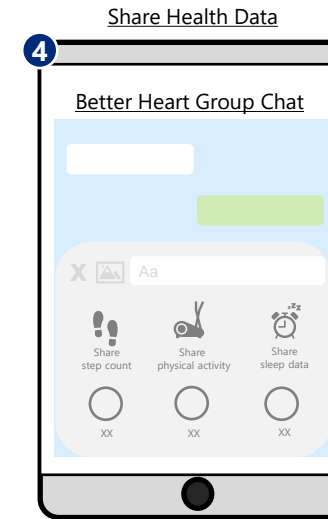 Share Health Data
4
Better Heart Group Chat
X
Aa
zzz
Share
step count
Share
physical activity
Share
sleep data
XX
XX
XX